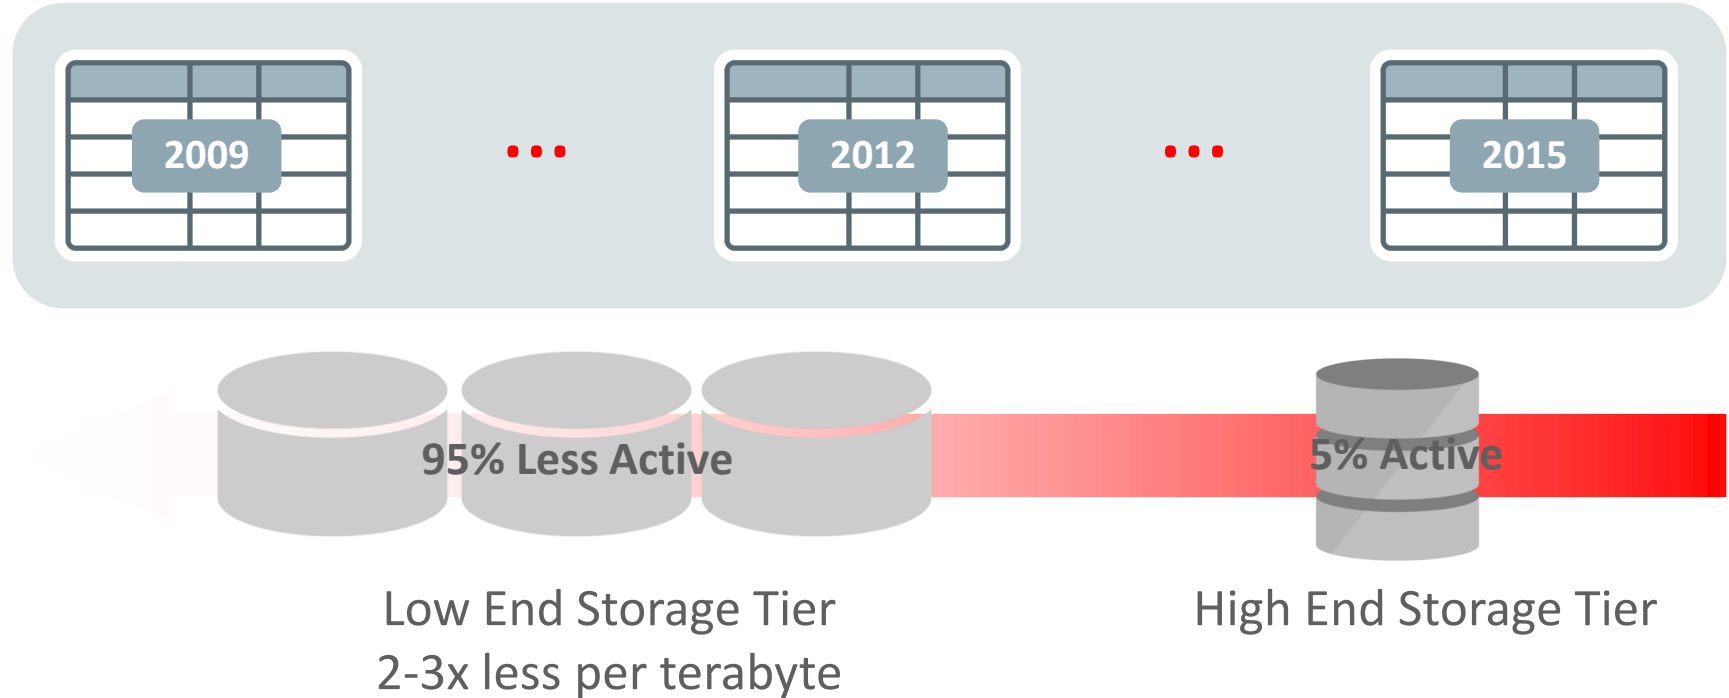 2009
...
2012
...
2015
95% Less Active
5% Active
Low End Storage Tier
2-3x less per terabyte
High End Storage Tier